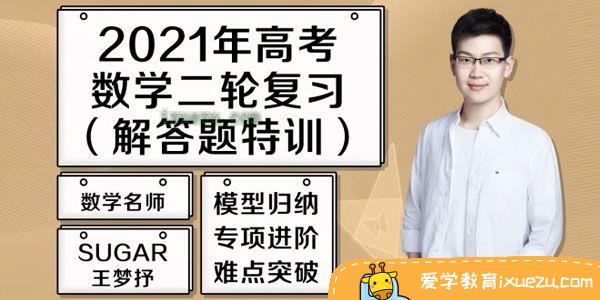 2021年高考
数学二轮复习
（解答题特训）
数学名师
SUGAR
王梦抒
模型归纳
专项进阶
难点突破
爱学教育ixuezu.com